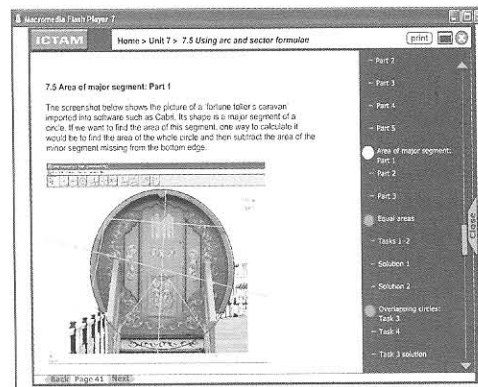 Macromedia Flash Player 7
ICTAM
Home > Unit 7 > 7.5 Using arc and sector formulae
print
7.5 Area of major segment: Part 1
The screenshot below shows the picture of a 'fortune teller s caravan
imported into software such as Cabri. Its shape is a major segment of a
circle. If we want to find the area of this segment, one way to calculate it
would be to find the area of the whole circle and then subtract the area of the
minor segment missing from the bottom edge.
Back Page 41 Next
– Part 2
– Part 3
– Part 4
– Part 5
Area of major segment:
Part 1
– Part 2
– Part 3
Equal areas
– Tasks 1–2
– Solution 1
– Solution 2
Overlapping circles:
Task 3
– Task 4
– Task 3 solution
Close